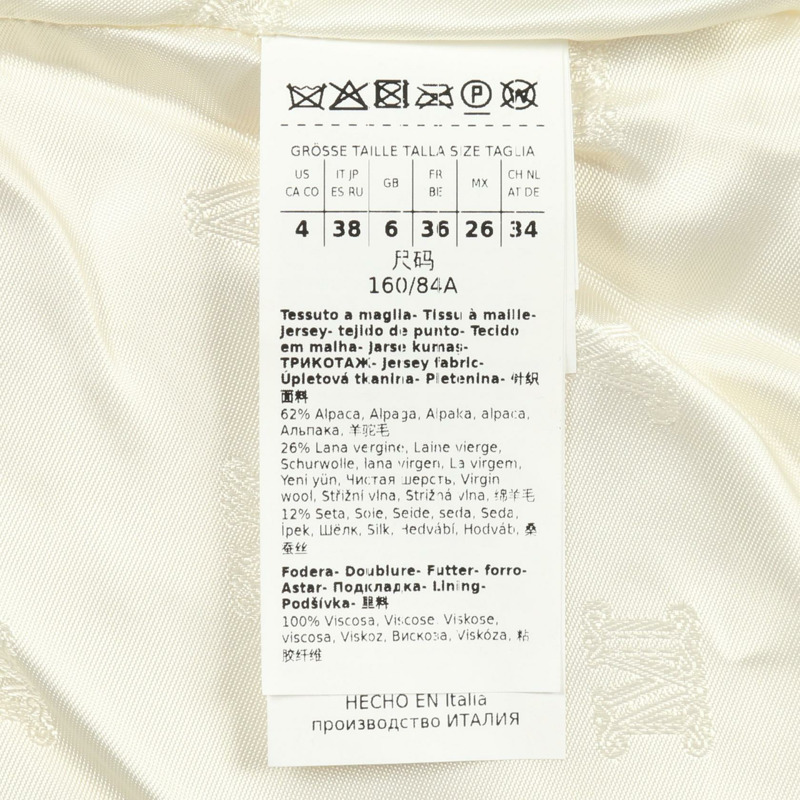 GRÖSSE TAILLE TALLA SIZE TAGLIA
US IT JP GB FR MX CH NL
CA CO ES RU BE AT DE
4 38 6 36 26 34
尺码
160/84A
Tessuto a maglia- Tissu à maille-
Jersey- tejido de punto- Tecido
em malha- Jarse kumas-
ТРИКОТАЖ- Jersey fabric-
Úpletová tkanina- Pletenina- 针织
面料
62% Alpaca, Alpaga, Alpaka, alpaca,
Альпака, 羊驼毛
26% Lana vergine, Laine vierge,
Schurwolle, lana virgen, La virgem,
Yeni yün, Чистая шерсть, Virgin
wool, Střižní vlna, Strižná vlna, 绵羊毛
12% Seta, Soie, Seide, seda, Seda,
İpek, Шёлк, Silk, Hedvábí, Hodváb, 桑
蚕丝
Fodera- Doublure- Futter- forro-
Astar- Подкладка- Lining-
Podšívka- 里料
100% Viscosa, Viscose, Viskose,
viscosa, Viskoz, Вискоза, Viskóza, 粘
胶纤维
HECHO EN Italia
производство ИТАЛИЯ